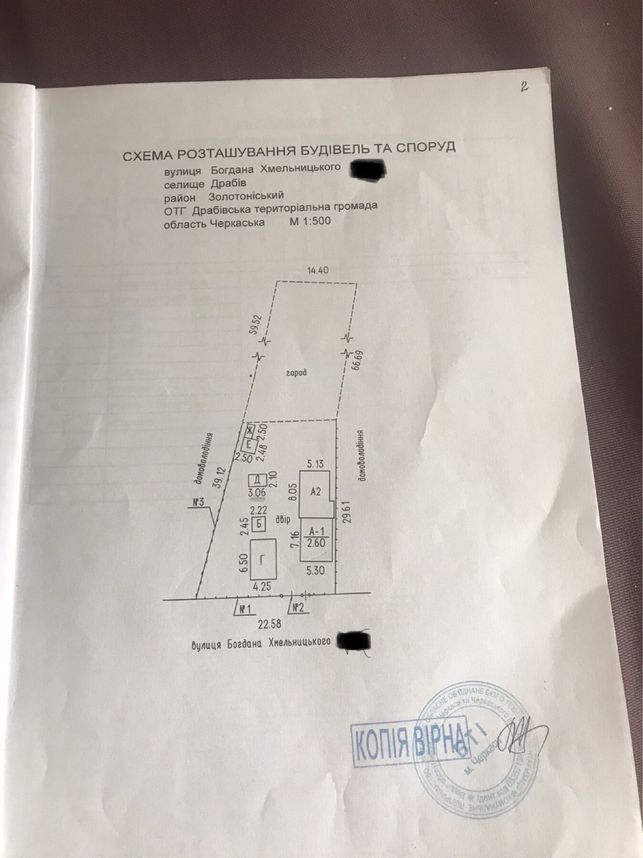 2
СХЕМА РОЗТАШУВАННЯ БУДІВЕЛЬ ТА СПОРУД
вулиця Богдана Хмельницького
селище Драбів
район Золотоніський
ОТГ Драбівська територіальна громада
область Черкаська М 1:500
14.40
59.52
66.69
город
домоволодіння
39.12
№3
Ж
2.50
Е
2.50
2.48
Д
2.10
3.06
2.22
2.45
Б
двір
5.13
8.05
А2
7.16
А-1
2.60
5.30
29.61
домоволодіння
6.50
Г
4.25
№1
№2
22.58
вулиця Богдана Хмельницького
КОПІЯ ВІРНА
БТІ
м. Черкаси